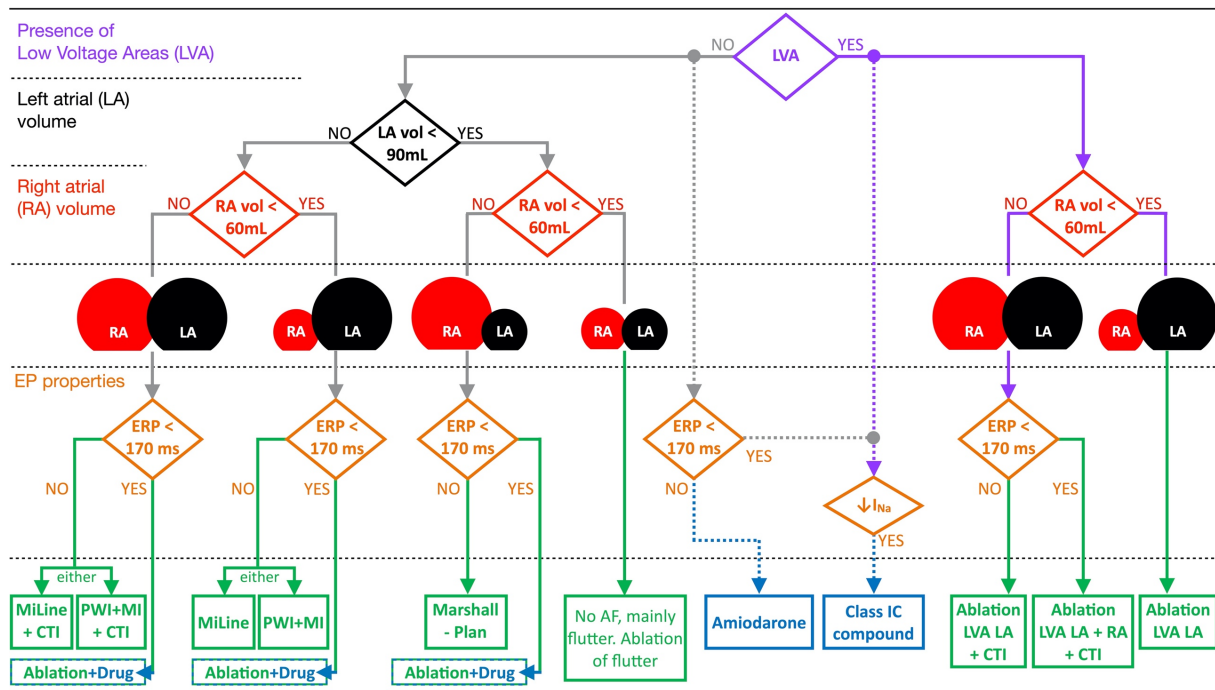 Presence of
Low Voltage Areas (LVA)
NO
LVA
YES
Left atrial (LA)
volume
NO
LA vol <
90mL
YES
Right atrial
(RA) volume
NO
RA vol <
60mL
YES
NO
RA vol <
60mL
YES
NO
RA vol <
60mL
YES
RA
LA
RA
LA
RA
LA
RA
LA
RA
LA
RA
LA
EP properties
ERP <
170 ms
NO
YES
ERP <
170 ms
NO
YES
ERP <
170 ms
NO
YES
ERP <
170 ms
YES
NO
↓INa
YES
ERP <
170 ms
NO
YES
either
MiLine
+ CTI
PWI+MI
+ CTI
Ablation+Drug
either
MiLine
PWI+MI
Ablation+Drug
Marshall
- Plan
Ablation+Drug
No AF, mainly
flutter. Ablation
of flutter
Amiodarone
Class IC
compound
Ablation
LVA LA
+ CTI
Ablation
LVA LA + RA
+ CTI
Ablation
LVA LA